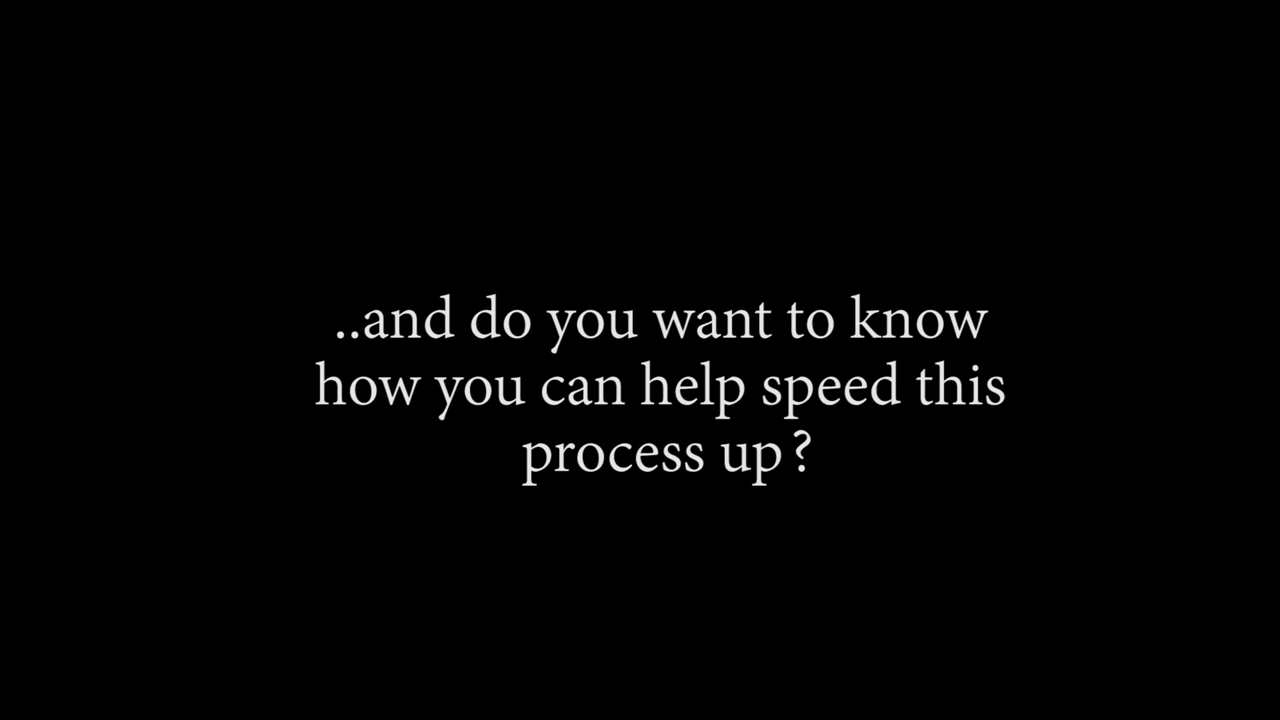 ..and do you want to know
how you can help speed this
process up?